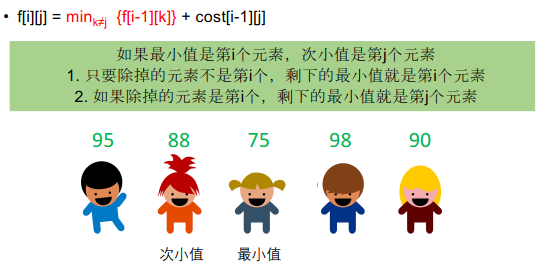 • f[i][j] = min k≠j {f[i-1][k]} + cost[i-1][j]
如果最小值是第i个元素，次小值是第j个元素
1. 只要除掉的元素不是第i个，剩下的最小值就是第i个元素
2. 如果除掉的元素是第i个，剩下的最小值就是第j个元素
95 88 75 98 90
次小值 最小值